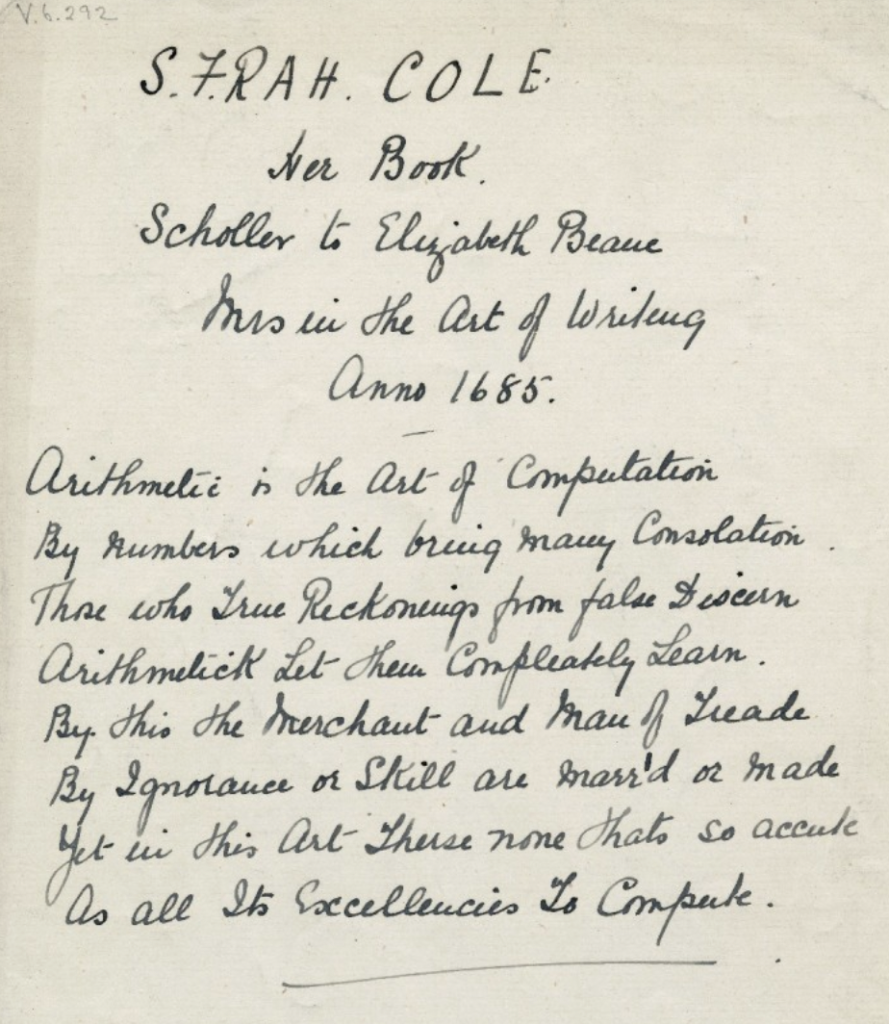 V.b.292
S.F.RAH. COLE.
Her Book.
Scholler to Elizabeth Beane
Mrs in the Art of Writeng
Anno 1685.
Arithmetic is the Art of Computation
By numbers which bring many Consolation.
Those who True Reckonings from false Discern
Arithmetick Let them Compleately Learn.
By this the Merchant and Man of Treade
By Ignorance or Skill are Marr'd or Made
Yet in this Art Therse none thats so accute
As all Its Excellencies To Compute.